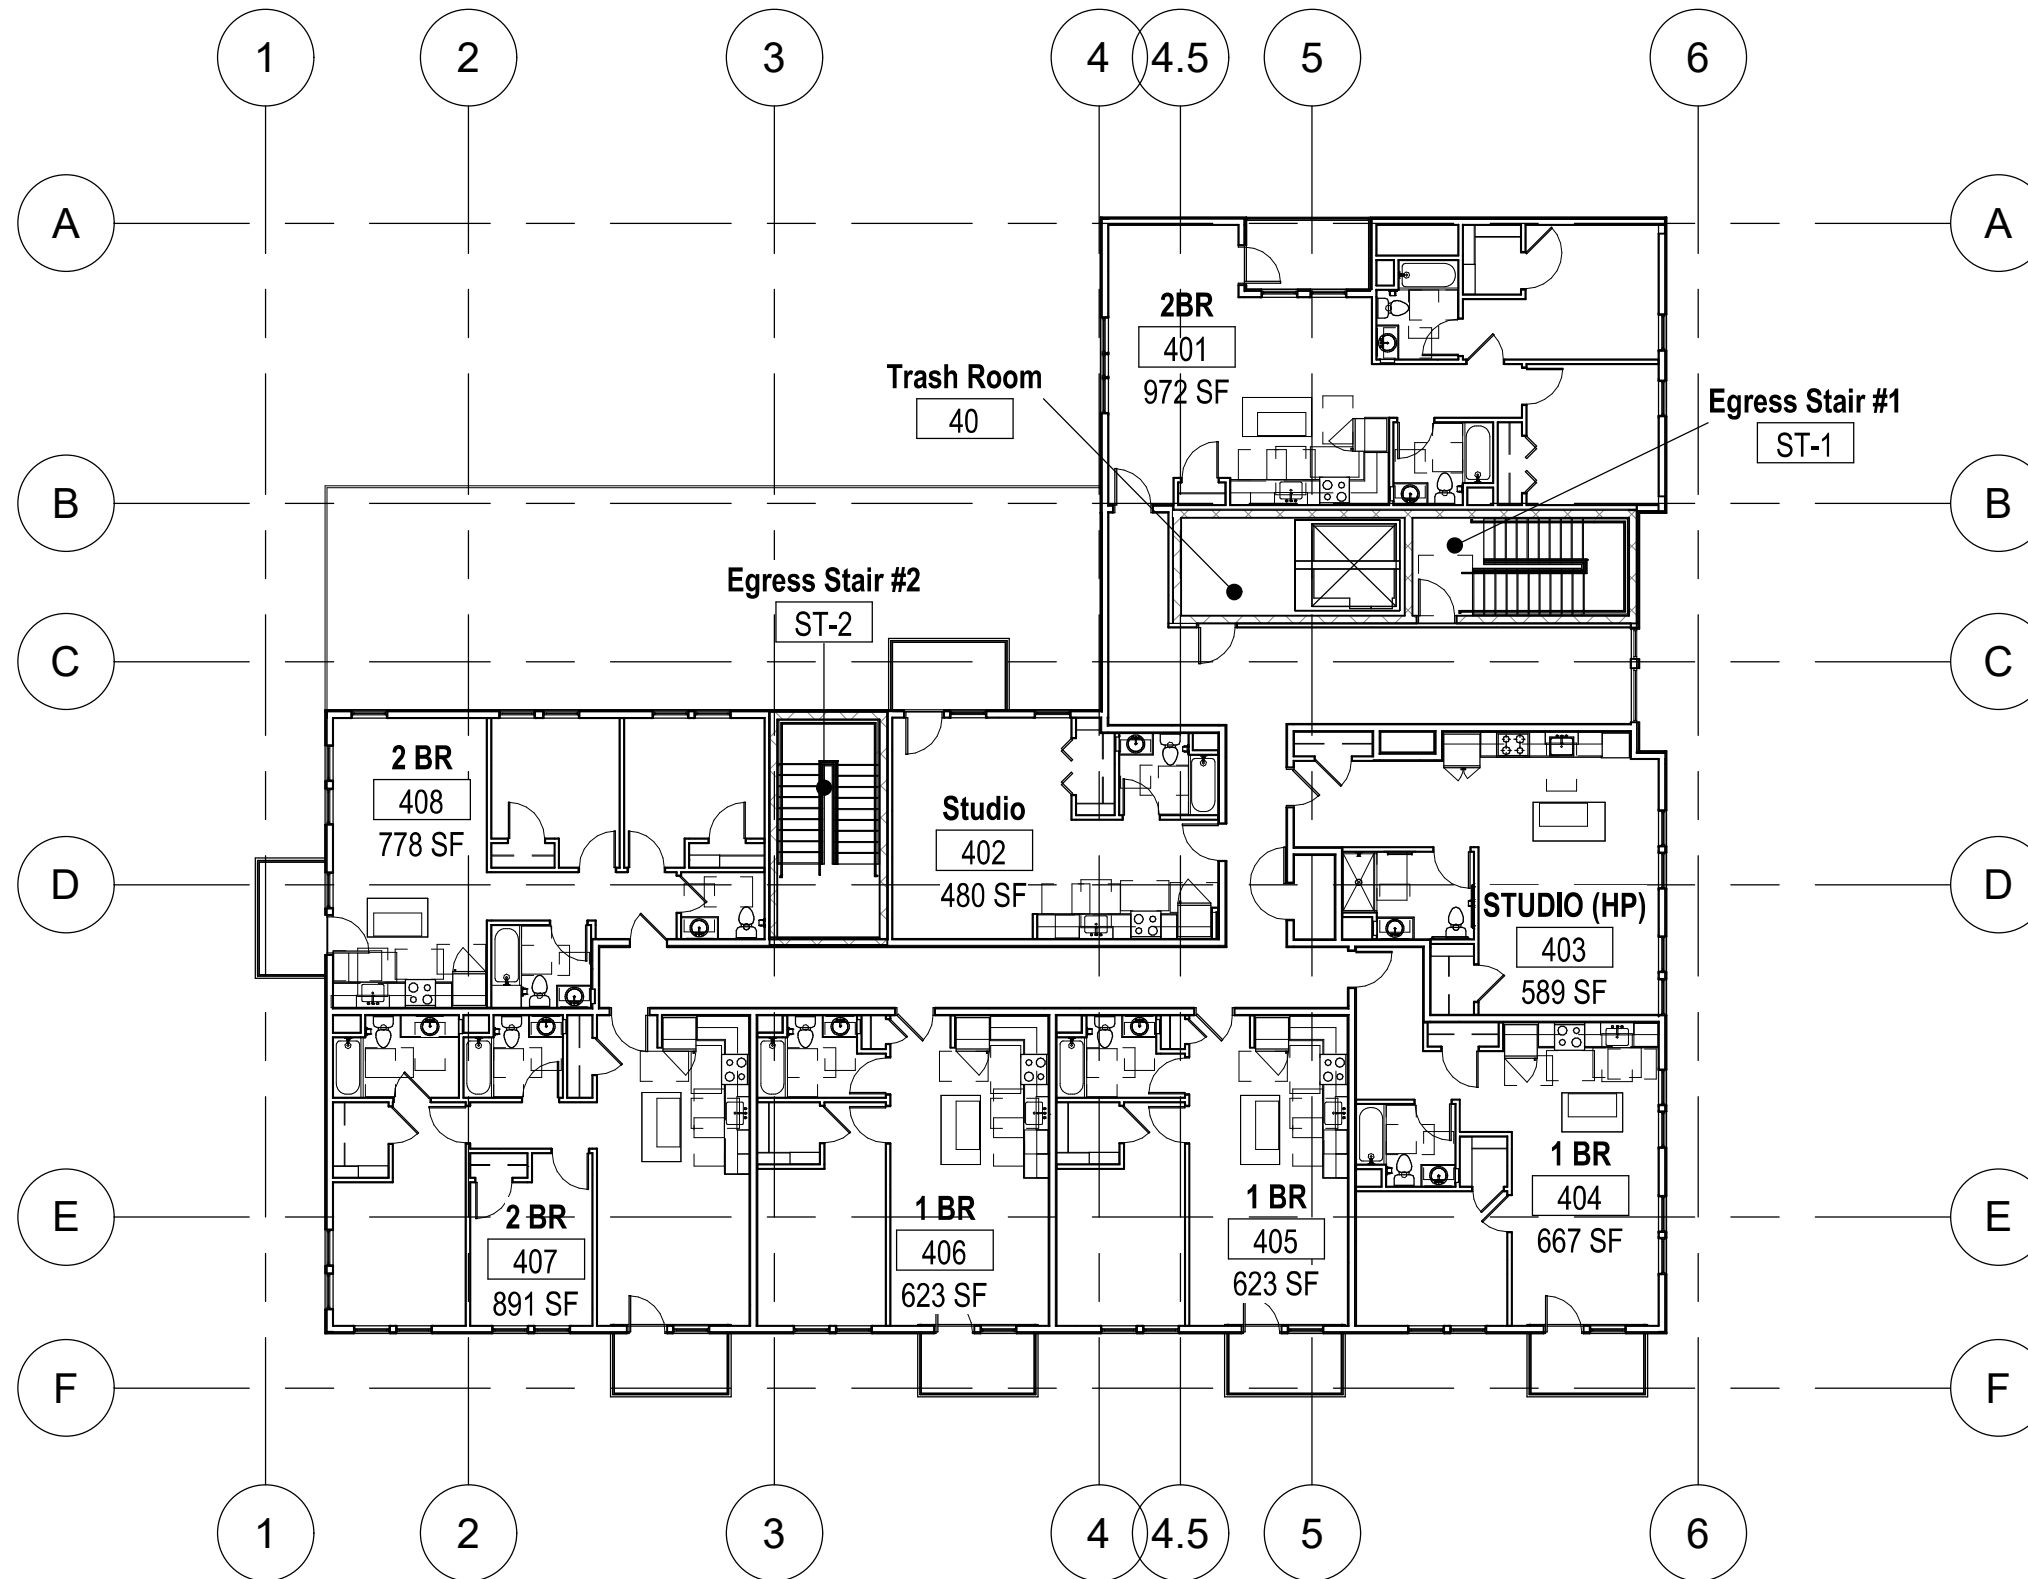 1
2
3
4
4.5
5
6
A
A
2BR
401
972 SF
Trash Room
40
Egress Stair #1
ST-1
B
B
Egress Stair #2
ST-2
C
C
2 BR
408
778 SF
Studio
402
480 SF
D
D
STUDIO (HP)
403
589 SF
1 BR
404
667 SF
E
E
2 BR
407
891 SF
1 BR
406
623 SF
1 BR
405
623 SF
F
F
1
2
3
4
4.5
5
6